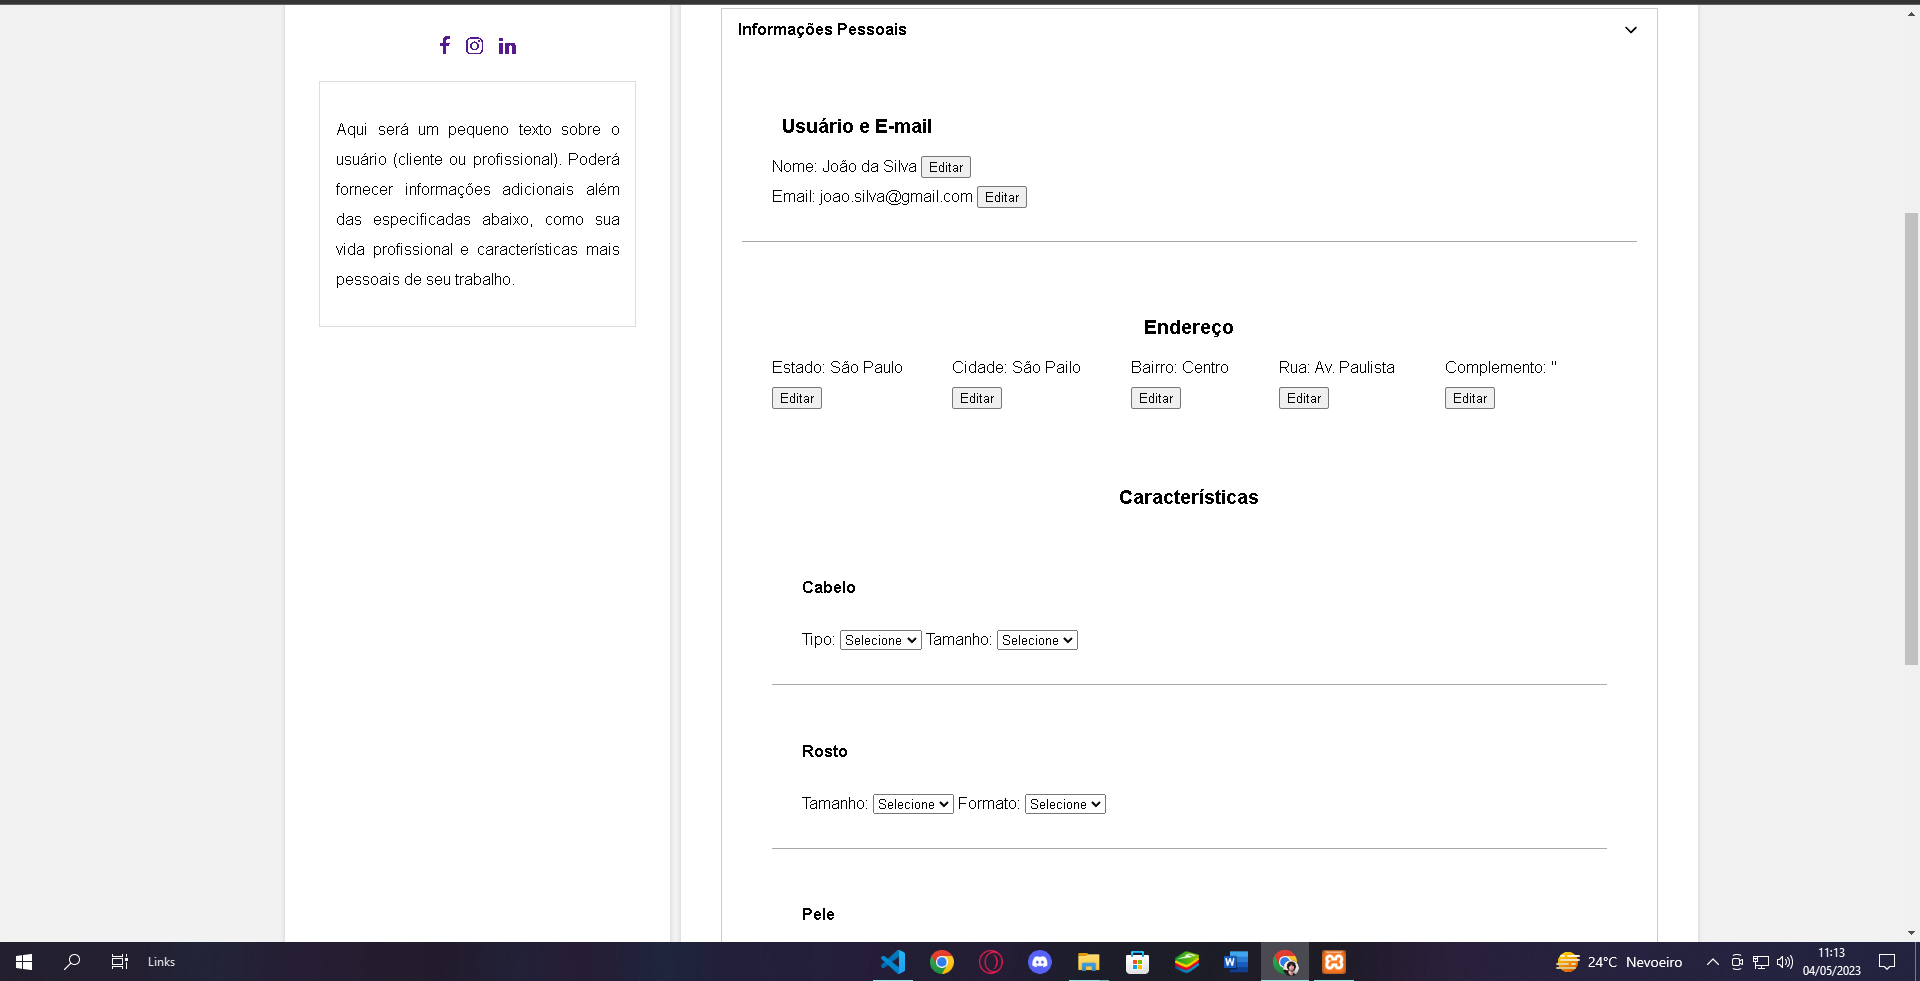 Informações Pessoais
Aqui será um pequeno texto sobre o
usuário (cliente ou profissional). Poderá
fornecer informações adicionais além
das especificadas abaixo, como sua
vida profissional e características mais
pessoais de seu trabalho.
Usuário e E-mail
Nome: João da Silva Editar
Email: joao.silva@gmail.com Editar
Endereço
Estado: São Paulo Cidade: São Pailo Bairro: Centro Rua: Av. Paulista Complemento: "
Editar Editar Editar Editar Editar
Características
Cabelo
Tipo: Selecione Tamanho: Selecione
Rosto
Tamanho: Selecione Formato: Selecione
Pele
Links
24°C Nevoeiro
11:13
04/05/2023